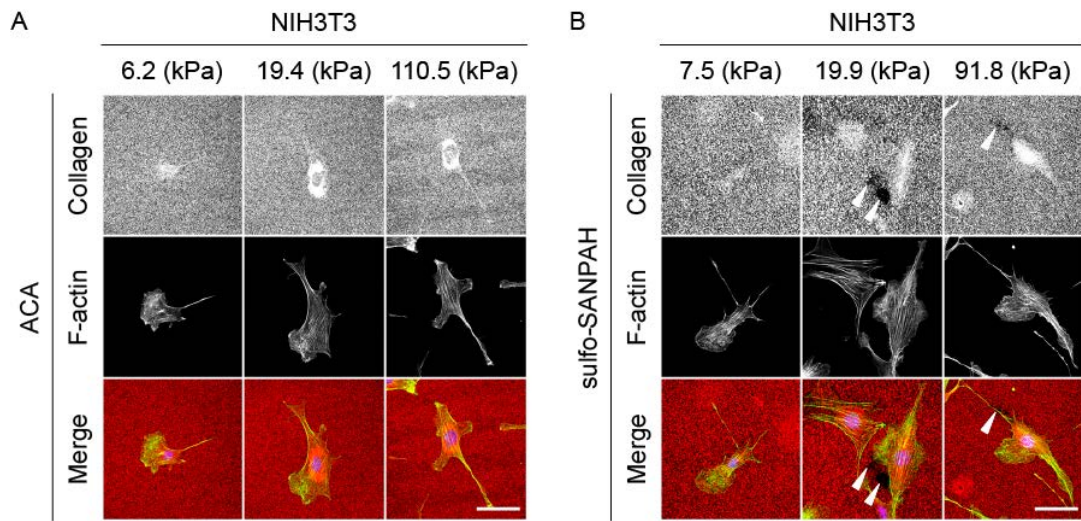 A
NIH3T3
6.2 (kPa) 19.4 (kPa) 110.5 (kPa)
ACA
Collagen
F-actin
Merge
B
NIH3T3
7.5 (kPa) 19.9 (kPa) 91.8 (kPa)
sulfo-SANPAH
Collagen
F-actin
Merge